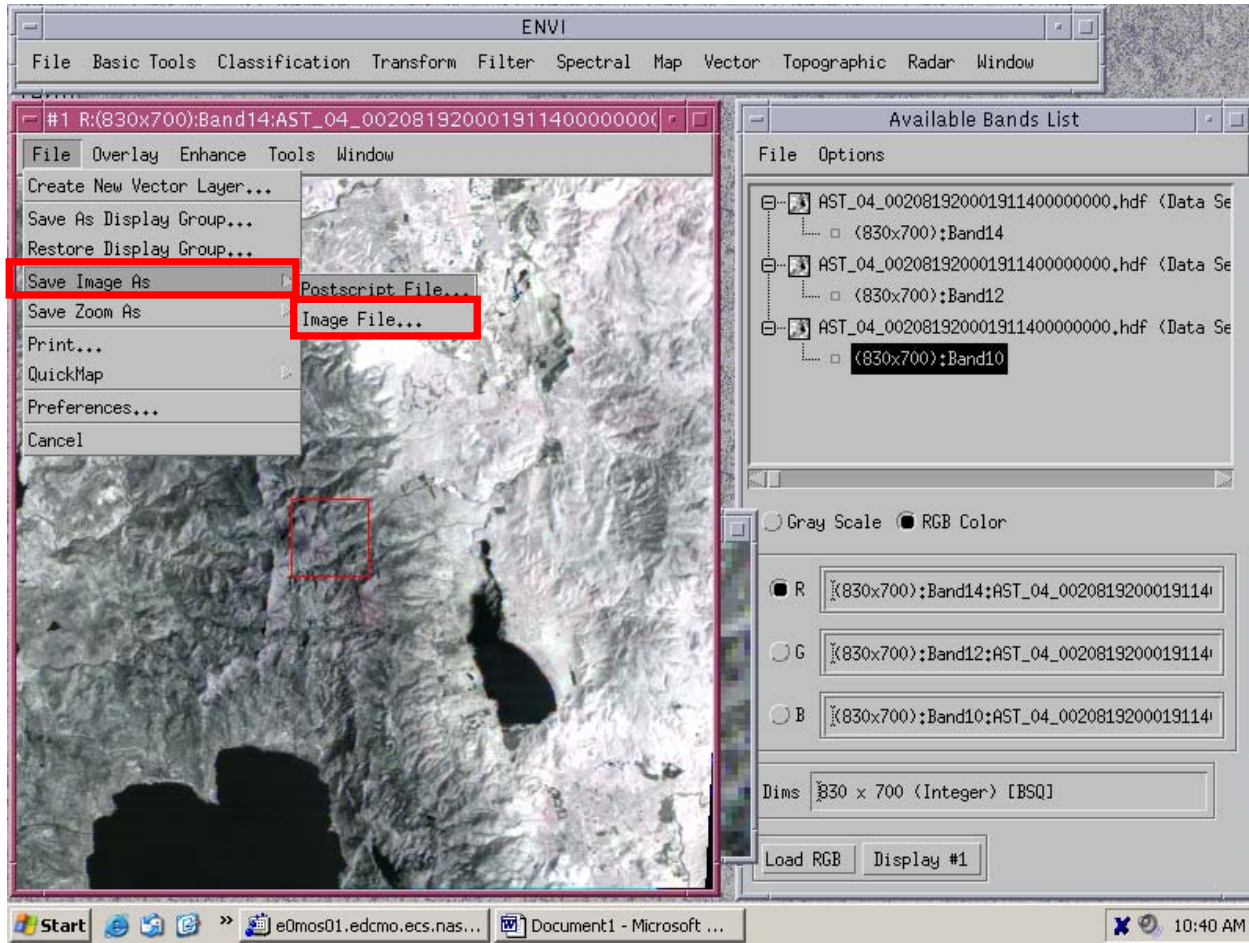 ENVI
File Basic Tools Classification Transform Filter Spectral Map Vector Topographic Radar Window
#1 R:(830x700):Band14:AST_04_0020819200019114000000000(
File Overlay Enhance Tools Window
Create New Vector Layer...
Save As Display Group...
Restore Display Group...
Save Image As
Save Zoom As
Print...
QuickMap
Preferences...
Cancel
Postscript File...
Image File...
Available Bands List
File Options
AST_04_00208192000191140000000.hdf (Data Se
(830x700):Band14
AST_04_00208192000191140000000.hdf (Data Se
(830x700):Band12
AST_04_00208192000191140000000.hdf (Data Se
(830x700):Band10
Gray Scale RGB Color
R (830x700):Band14:AST_04_0020819200019114
G (830x700):Band12:AST_04_0020819200019114
B (830x700):Band10:AST_04_0020819200019114
Dims 830 x 700 (Integer) [BSQ]
Load RGB Display #1
Start » e0mos01.edcmo.ecs.nas... Document1 - Microsoft ... 10:40 AM